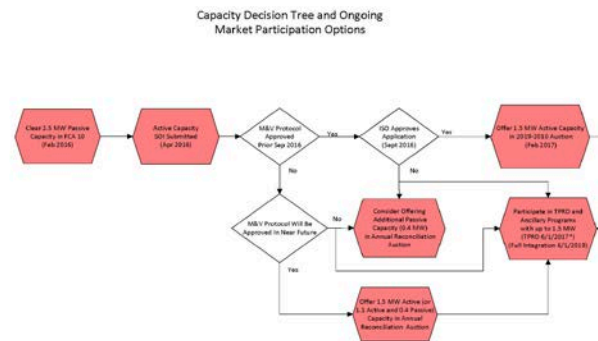 Capacity Decision Tree and Ongoing
Market Participation Options
Clear 1.5 MW Passive
Capacity in FCA 10
(Feb 2016)
Active Capacity
SOI Submitted
(Apr 2016)
M&V Protocol
Approved
Prior Sep 2016
Yes
ISO Approves
Application
(Sept 2016)
Yes
Offer 1.5 MW Active Capacity
in 2019-2010 Auction
(Feb 2017)
No
No
M&V Protocol Will Be
Approved In Near Future
No
Consider Offering
Additional Passive
Capacity (0.4 MW)
in Annual Reconciliation
Auction
Participate in TPRD and
Ancillary Programs
with up to 1.5 MW
(TPRD 6/1/2017*)
(Full Integration 6/1/2018)
Yes
Offer 1.5 MW Active (or
1.5 Active and 0.4 Passive)
Capacity in Annual
Reconciliation Auction